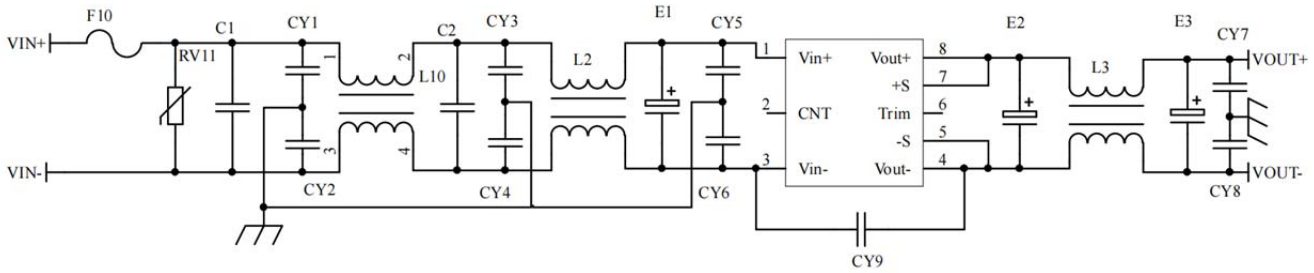 F10
VIN+
RV11
C1
CY1
1
2
L10
3
4
CY2
VIN-
C2
CY3
CY4
L2
E1
CY5
CY6
+
1
Vin+
2
CNT
3
Vin-
Vout+
8
+S
7
Trim
6
-S
5
Vout-
4
CY9
E2
+
L3
E3
+
CY7
VOUT+
CY8
VOUT-